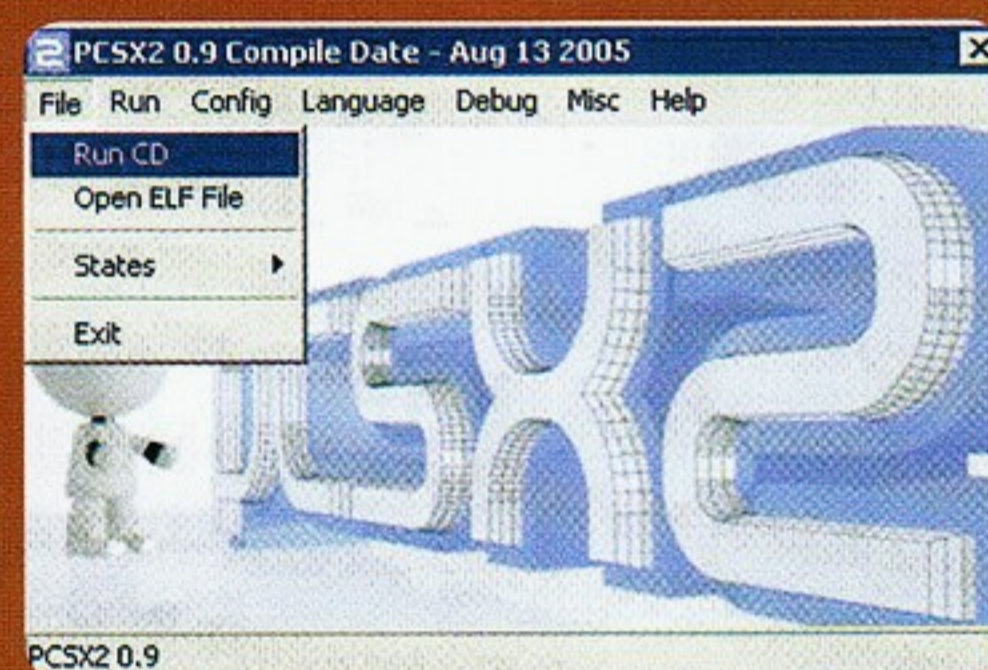 PCSX2 0.9 Compile Date - Aug 13 2005
File Run Config Language Debug Misc Help
Run CD
Open ELF File
States
Exit
PCSX2
PCSX2 0.9